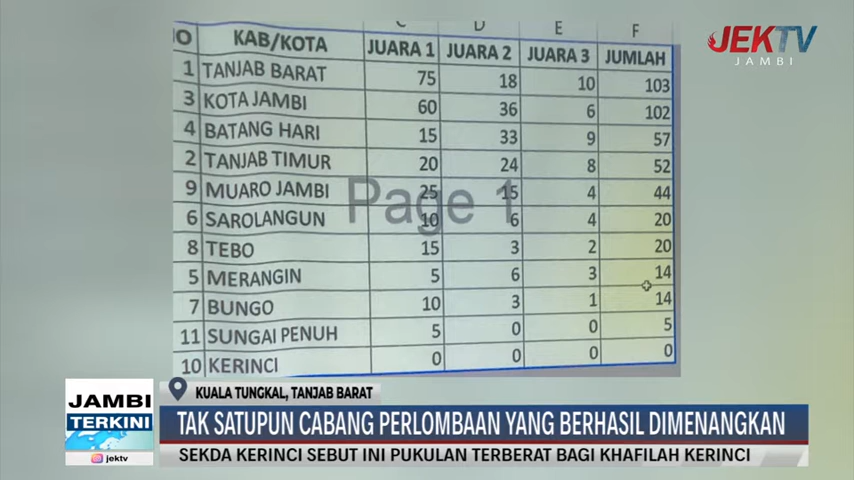 C D E F
NO KAB/KOTA JUARA 1 JUARA 2 JUARA 3 JUMLAH
1 TANJAB BARAT 75 18 10 103
3 KOTA JAMBI 60 36 6 102
4 BATANG HARI 15 33 9 57
2 TANJAB TIMUR 20 24 8 52
9 MUARO JAMBI 25 15 4 44
6 SAROLANGUN 10 6 4 20
8 TEBO 15 3 2 20
5 MERANGIN 5 6 3 14
7 BUNGO 10 3 1 14
11 SUNGAI PENUH 5 0 0 5
10 KERINCI 0 0 0 0
Page 1
JEKTV
JAMBI
JAMBI
TERKINI
jektv
KUALA TUNGKAL, TANJAB BARAT
TAK SATUPUN CABANG PERLOMBAAN YANG BERHASIL DIMENANGKAN
SEKDA KERINCI SEBUT INI PUKULAN TERBERAT BAGI KHAFILAH KERINCI